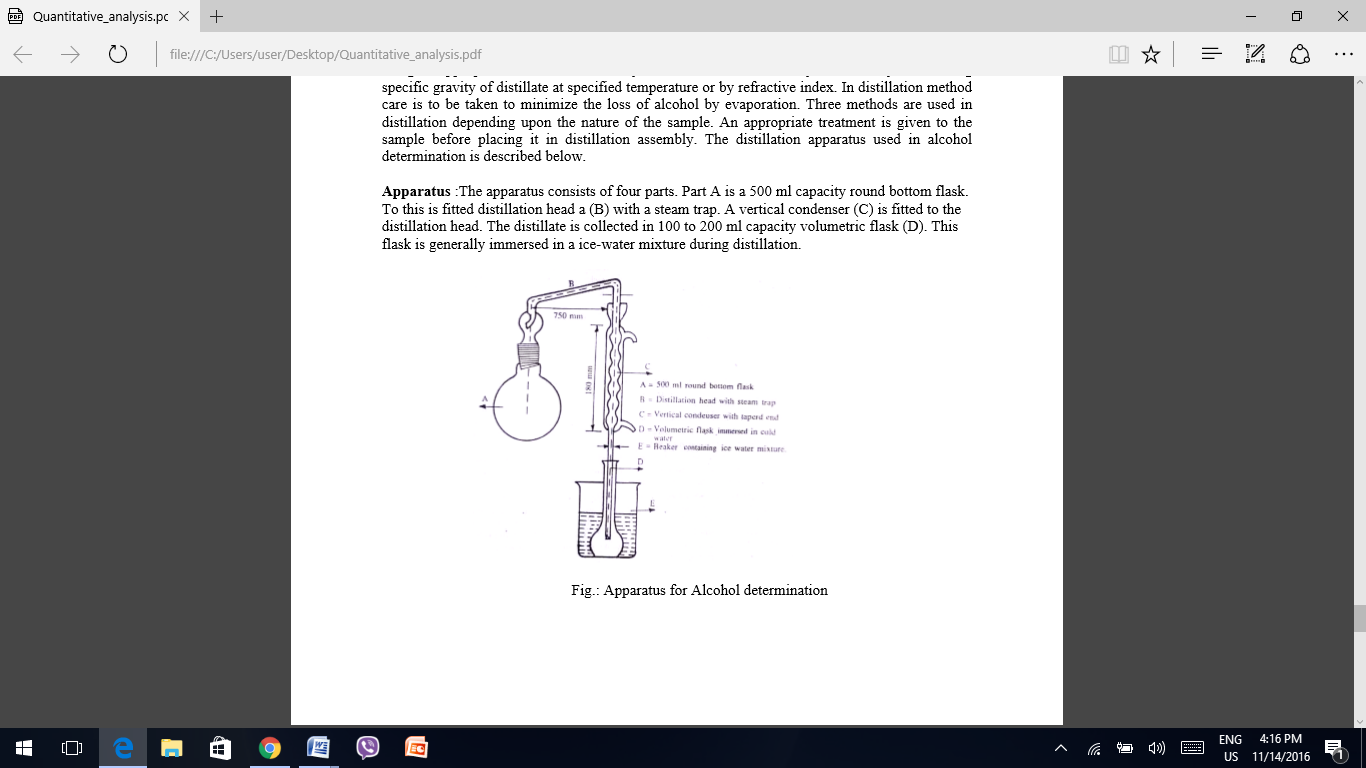 Quantitative_analysis.pc
file:///C:/Users/user/Desktop/Quantitative_analysis.pdf
specific gravity of distillate at specified temperature or by refractive index. In distillation method
care is to be taken to minimize the loss of alcohol by evaporation. Three methods are used in
distillation depending upon the nature of the sample. An appropriate treatment is given to the
sample before placing it in distillation assembly. The distillation apparatus used in alcohol
determination is described below.
Apparatus :The apparatus consists of four parts. Part A is a 500 ml capacity round bottom flask.
To this is fitted distillation head a (B) with a steam trap. A vertical condenser (C) is fitted to the
distillation head. The distillate is collected in 100 to 200 ml capacity volumetric flask (D). This
flask is generally immersed in a ice-water mixture during distillation.
B
750 mm
180 mm
C
A
A = 500 ml round bottom flask
B - Distillation head with steam trap
C = Vertical condeuser with taperd end
D = Volumetric flask immersed in cold
water
E = Beaker containing ice water mixture.
D
E
Fig.: Apparatus for Alcohol determination
ENG
US
4:16 PM
11/14/2016
1